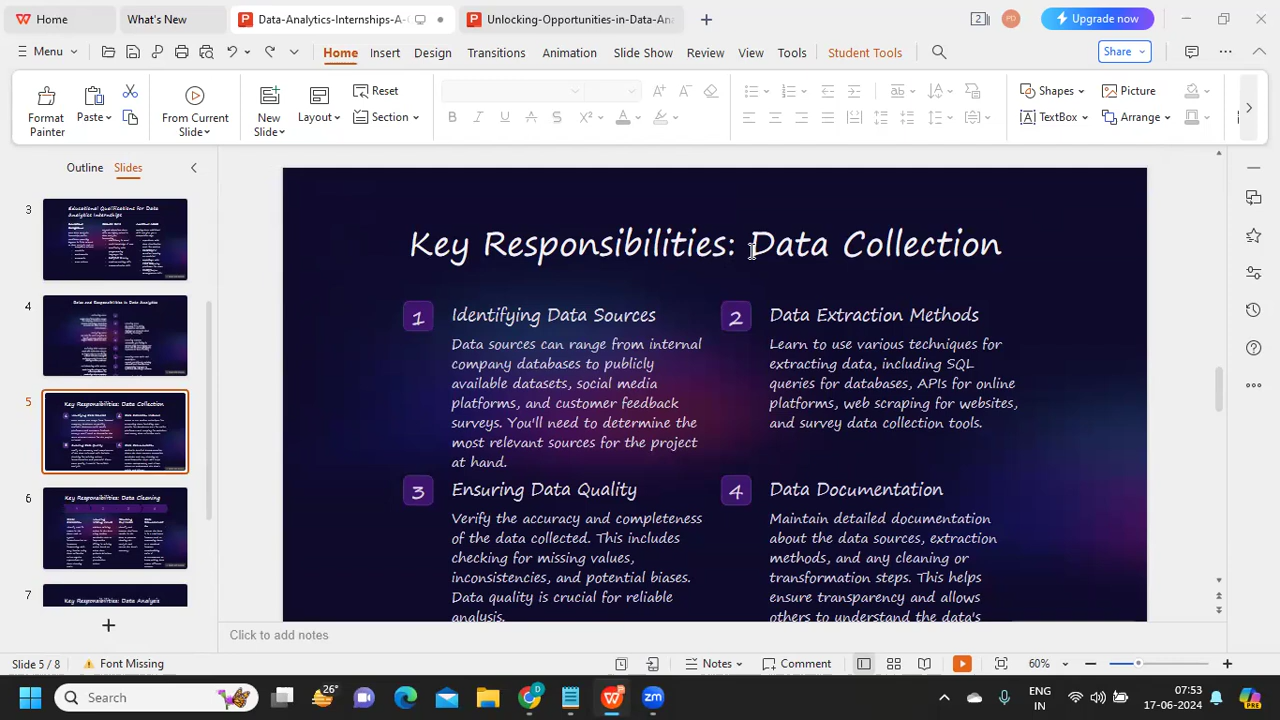 Home
What's New
Data-Analytics-Internships-A-
Unlocking-Opportunities-in-Data-An
2
PD
Upgrade now
Menu
Home
Insert
Design
Transitions
Animation
Slide Show
Review
View
Tools
Student Tools
Share
Format Painter
Paste
From Current Slide
New Slide
Layout
Reset
Section
Shapes
Picture
TextBox
Arrange
Outline
Slides
3
Educational Qualifications for Data
Analytics Internships
4
Roles and Responsibilities in Data Analytics
5
Key Responsibilities: Data Collection
6
Key Responsibilities: Data Cleaning
7
Key Responsibilities: Data Analysis
Key Responsibilities: Data Collection
1
Identifying Data Sources
Data sources can range from internal
company databases to publicly
available datasets, social media
platforms, and customer feedback
surveys. You need to determine the
most relevant sources for the project
at hand.
2
Data Extraction Methods
Learn to use various techniques for
extracting data, including SQL
queries for databases, APIs for online
platforms, web scraping for websites,
and survey data collection tools.
3
Ensuring Data Quality
Verify the accuracy and completeness
of the collected data. This includes
checking for missing values,
inconsistencies, and potential biases.
Data quality is crucial for reliable
analysis.
4
Data Documentation
methods, and any cleaning or
transformation steps. This helps
ensure transparency and allows
others to understand the data's
Click to add notes
Slide 5 / 8
Font Missing
Notes
Comment
60%
Search
26°
ENG
IN
07:53
17-06-2024